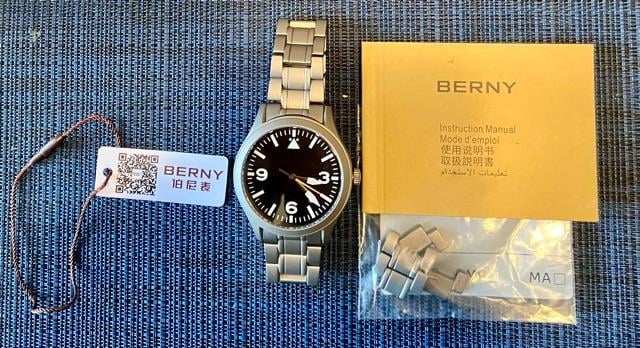 BERNY
伯尼表
9
3
6
BERNY
Instruction Manual
Mode d'emploi
使用说明书
取扱説明書
تعليمات الاستخدام
MA